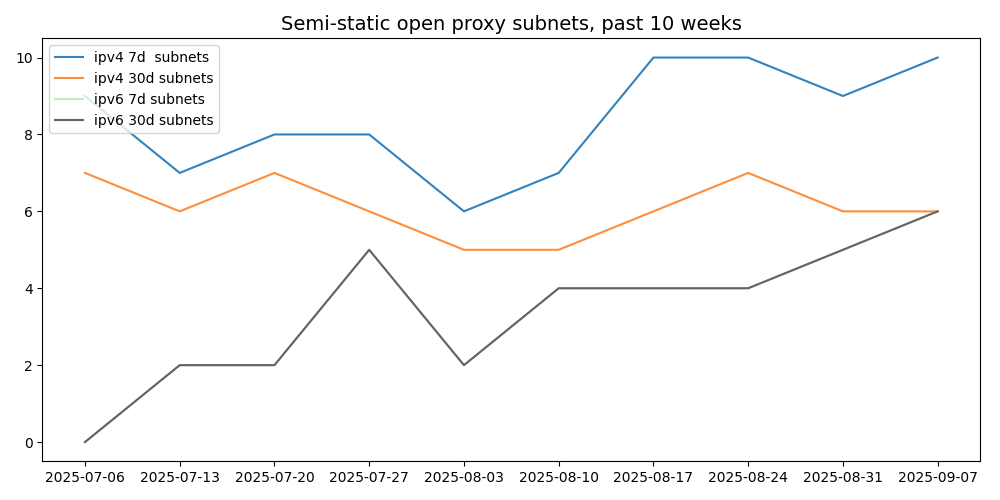 Semi-static open proxy subnets, past 10 weeks
ipv4 7d  subnets
ipv4 30d subnets
ipv6 7d subnets
ipv6 30d subnets
10
8
6
4
2
0
2025-07-06 2025-07-13 2025-07-20 2025-07-27 2025-08-03 2025-08-10 2025-08-17 2025-08-24 2025-08-31 2025-09-07